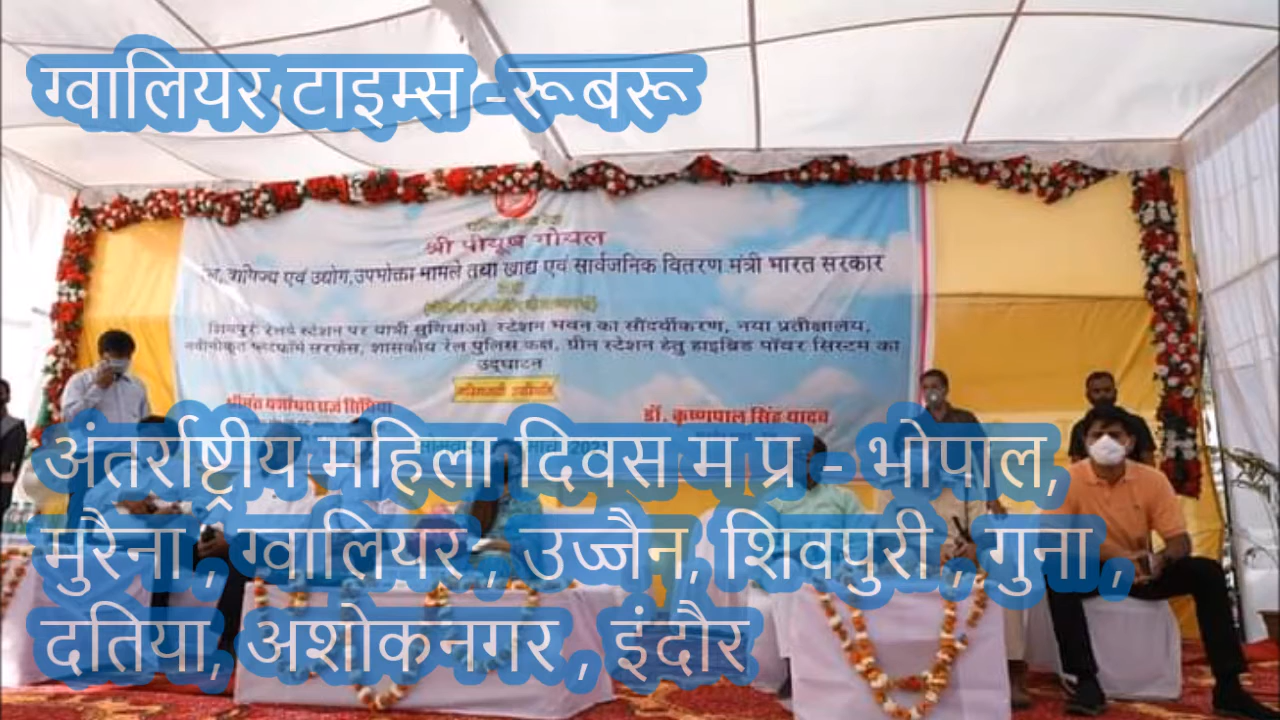 ग्वालियर टाइम्स -रूबरू
श्री पीयूष गोयल
रेल, वाणिज्य एवं उद्योग,उपभोक्ता मामले तथा खाद्य एवं सार्वजनिक वितरण मंत्री भारत सरकार
शिवपुरी रेलवे स्टेशन पर यात्री सुविधाओं स्टेशन भवन का सौंदर्यीकरण, नया प्रतीक्षालय,
नवीनीकृत प्लेटफॉर्म सरफेस, शासकीय रेल पुलिस कक्ष, ग्रीन स्टेशन हेतु हाइब्रिड पॉवर सिस्टम का
उद्घाटन
डॉ. कृष्णपाल सिंह यादव
अंतर्राष्ट्रीय महिला दिवस म प्र - भोपाल,
मुरैना , ग्वालियर , उज्जैन, शिवपुरी , गुना ,
दतिया, अशोकनगर , इंदौर